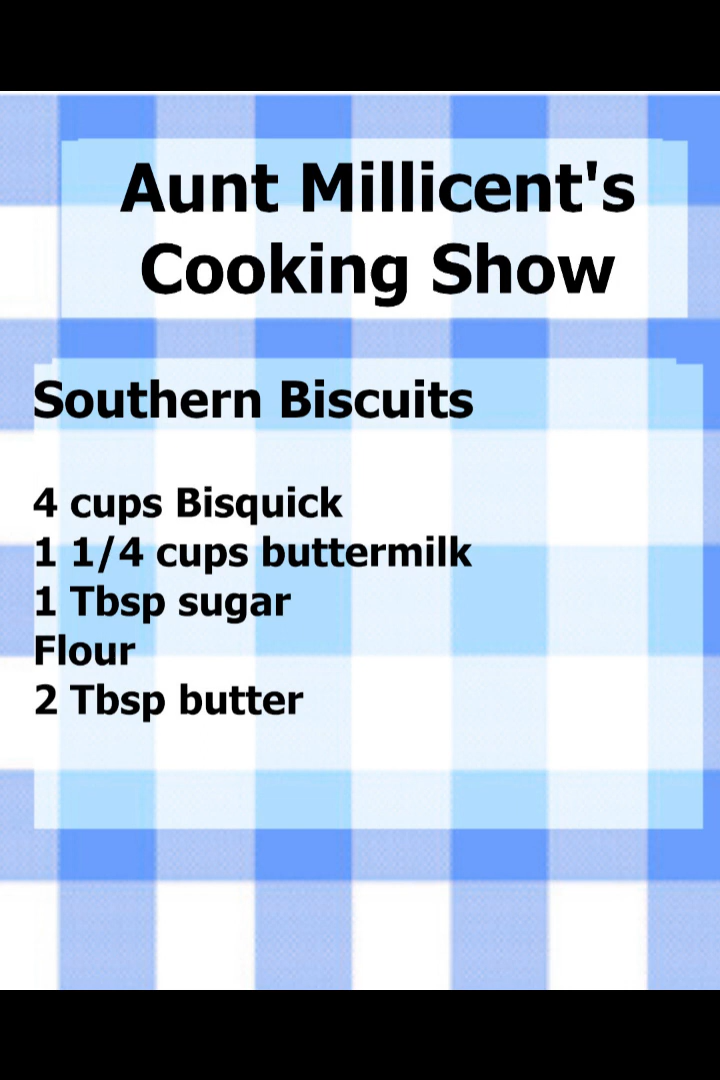 Aunt Millicent's
Cooking Show
Southern Biscuits
4 cups Bisquick
1 1/4 cups buttermilk
1 Tbsp sugar
Flour
2 Tbsp butter